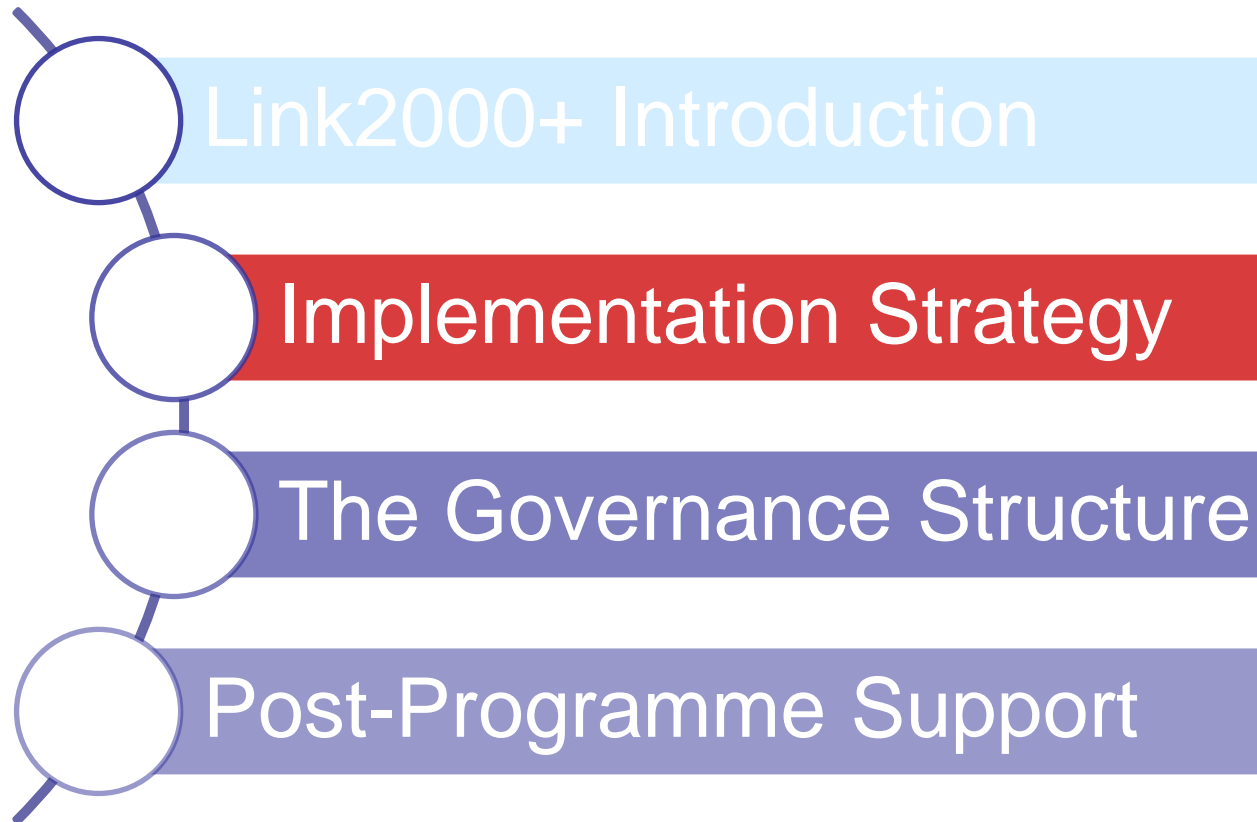 Link2000+ Introduction
Implementation Strategy
The Governance Structure
Post-Programme Support